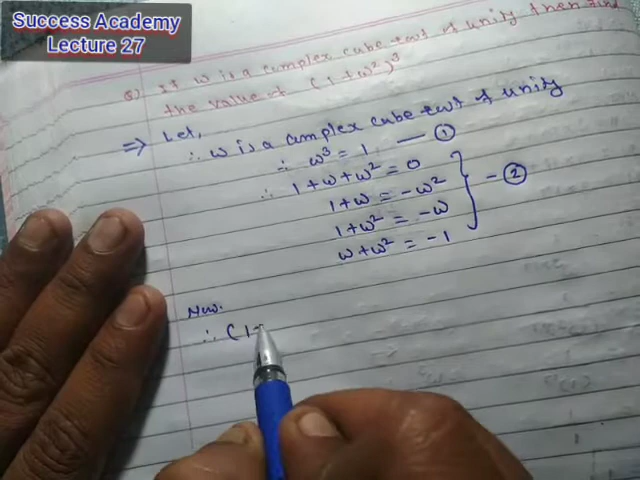 Success Academy
Lecture 27
Q) If ω is a complex cube root of unity then find
the value of (1+ω²)³
⇒ Let,
∴ ω is a complex cube root of unity
∴ ω³ = 1 — ①
∴ 1+ω+ω² = 0
1+ω = -ω²
1+ω² = -ω
ω+ω² = -1
- ②
Now.
∴ (1+